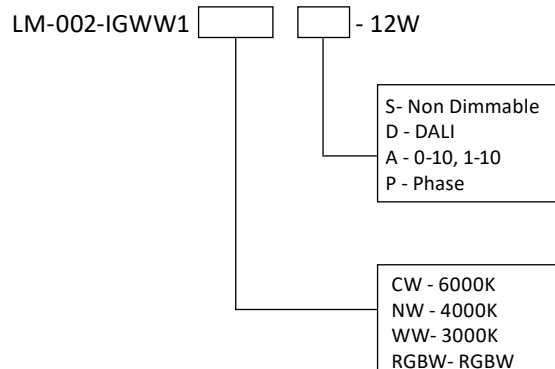 LM-002-IGWW1 - 12W
S- Non Dimmable
D - DALI
A - 0-10, 1-10
P - Phase
CW - 6000K
NW - 4000K
WW- 3000K
RGBW- RGBW